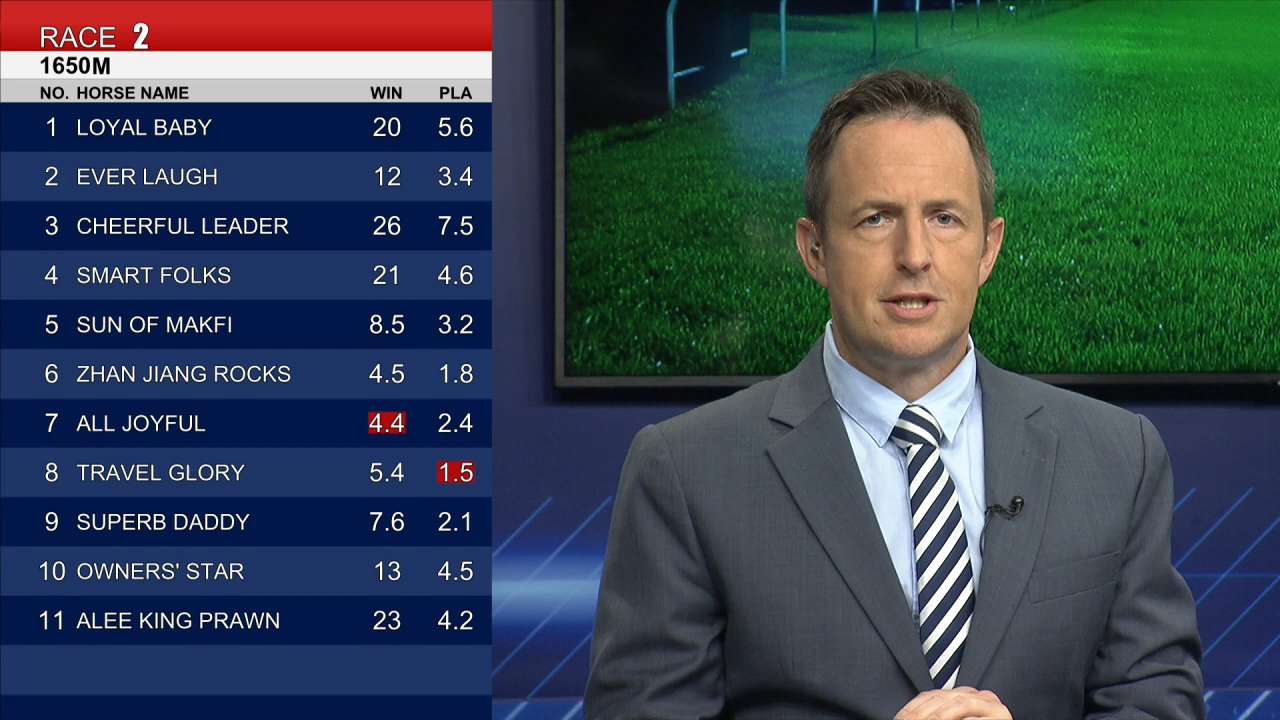 RACE 2
1650M
NO. HORSE NAME WIN PLA
1 LOYAL BABY 20 5.6
2 EVER LAUGH 12 3.4
3 CHEERFUL LEADER 26 7.5
4 SMART FOLKS 21 4.6
5 SUN OF MAKFI 8.5 3.2
6 ZHAN JIANG ROCKS 4.5 1.8
7 ALL JOYFUL 4.4 2.4
8 TRAVEL GLORY 5.4 1.5
9 SUPERB DADDY 7.6 2.1
10 OWNERS' STAR 13 4.5
11 ALEE KING PRAWN 23 4.2